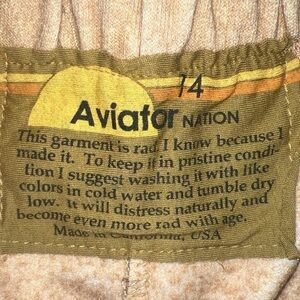 14
Aviator NATION
This garment is rad. I know because I
made it. To keep it in pristine condi-
tion I suggest washing it with like
colors in cold water and tumble dry
low. It will distress naturally and
become even more rad with age.
Made in California, USA